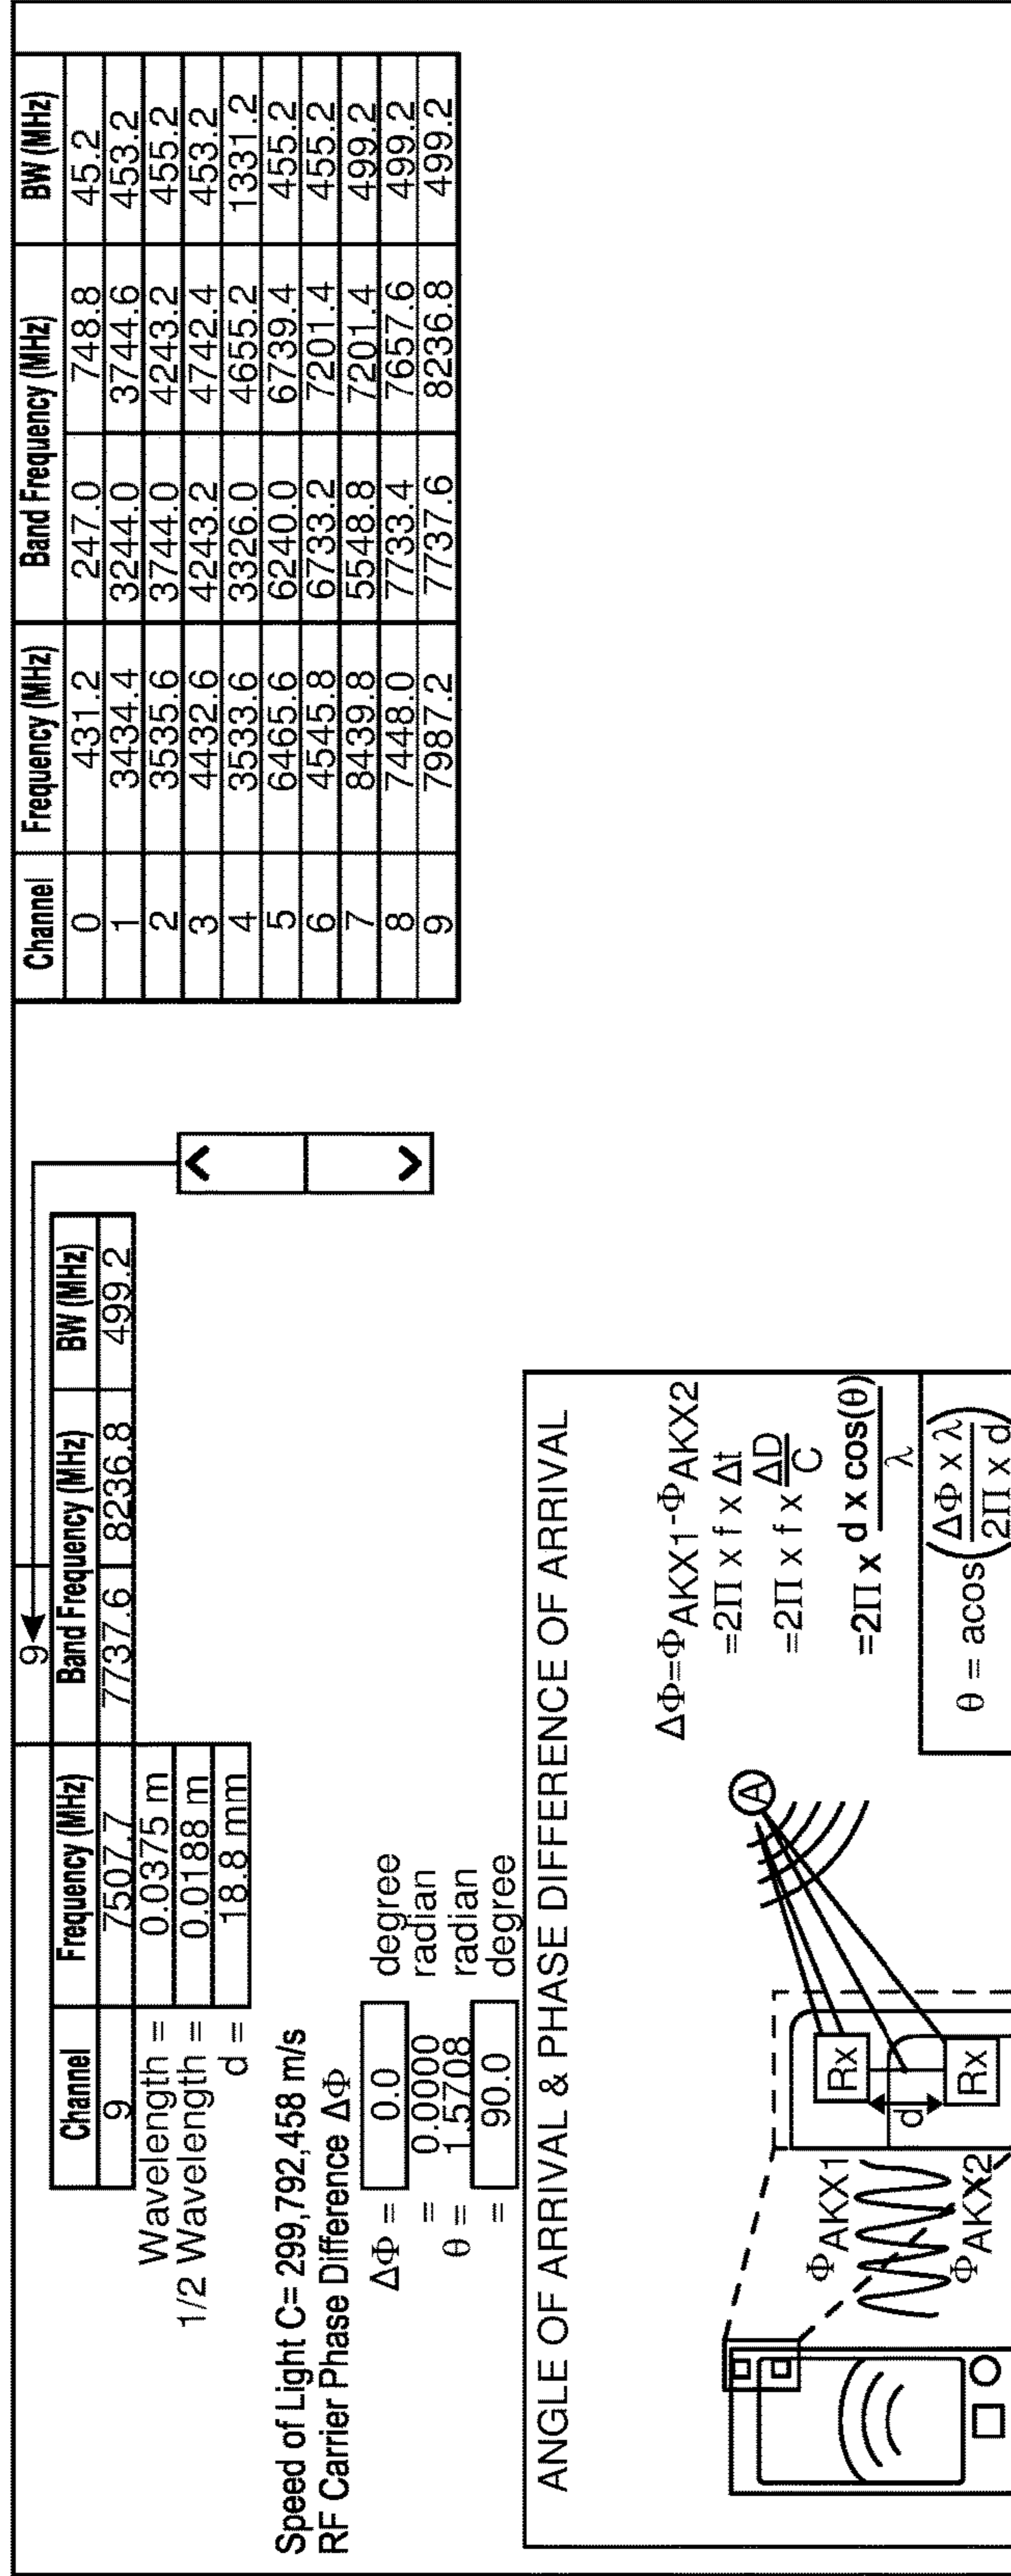 9
Channel Frequency (MHz) Band Frequency (MHz) BW (MHz)
9 7507.7 7737.6 8236.8 499.2
Wavelength = 0.0375 m
1/2 Wavelength = 0.0188 m
d = 18.8 mm
Speed of Light C= 299,792,458 m/s
RF Carrier Phase Difference ΔΦ
ΔΦ = 0.0 degree
= 0.0000 radian
θ = 1.5708 radian
= 90.0 degree
Channel Frequency (MHz) Band Frequency (MHz) BW (MHz)
0 431.2 247.0 748.8 45.2
1 3434.4 3244.0 3744.6 453.2
2 3535.6 3744.0 4243.2 455.2
3 4432.6 4243.2 4742.4 453.2
4 3533.6 3326.0 4655.2 1331.2
5 6465.6 6240.0 6739.4 455.2
6 4545.8 6733.2 7201.4 455.2
7 8439.8 5548.8 7201.4 499.2
8 7448.0 7733.4 7657.6 499.2
9 7987.2 7737.6 8236.8 499.2
ANGLE OF ARRIVAL & PHASE DIFFERENCE OF ARRIVAL
A
Rx
d
Rx
ΦAKX1
ΦAKX2
ΔΦ=ΦAKX1-ΦAKX2
=2Π x f x Δt
=2Π x f x ΔD/C
=2Π x d x cos(θ)/λ
θ = acos(ΔΦ x λ/2Π x d)